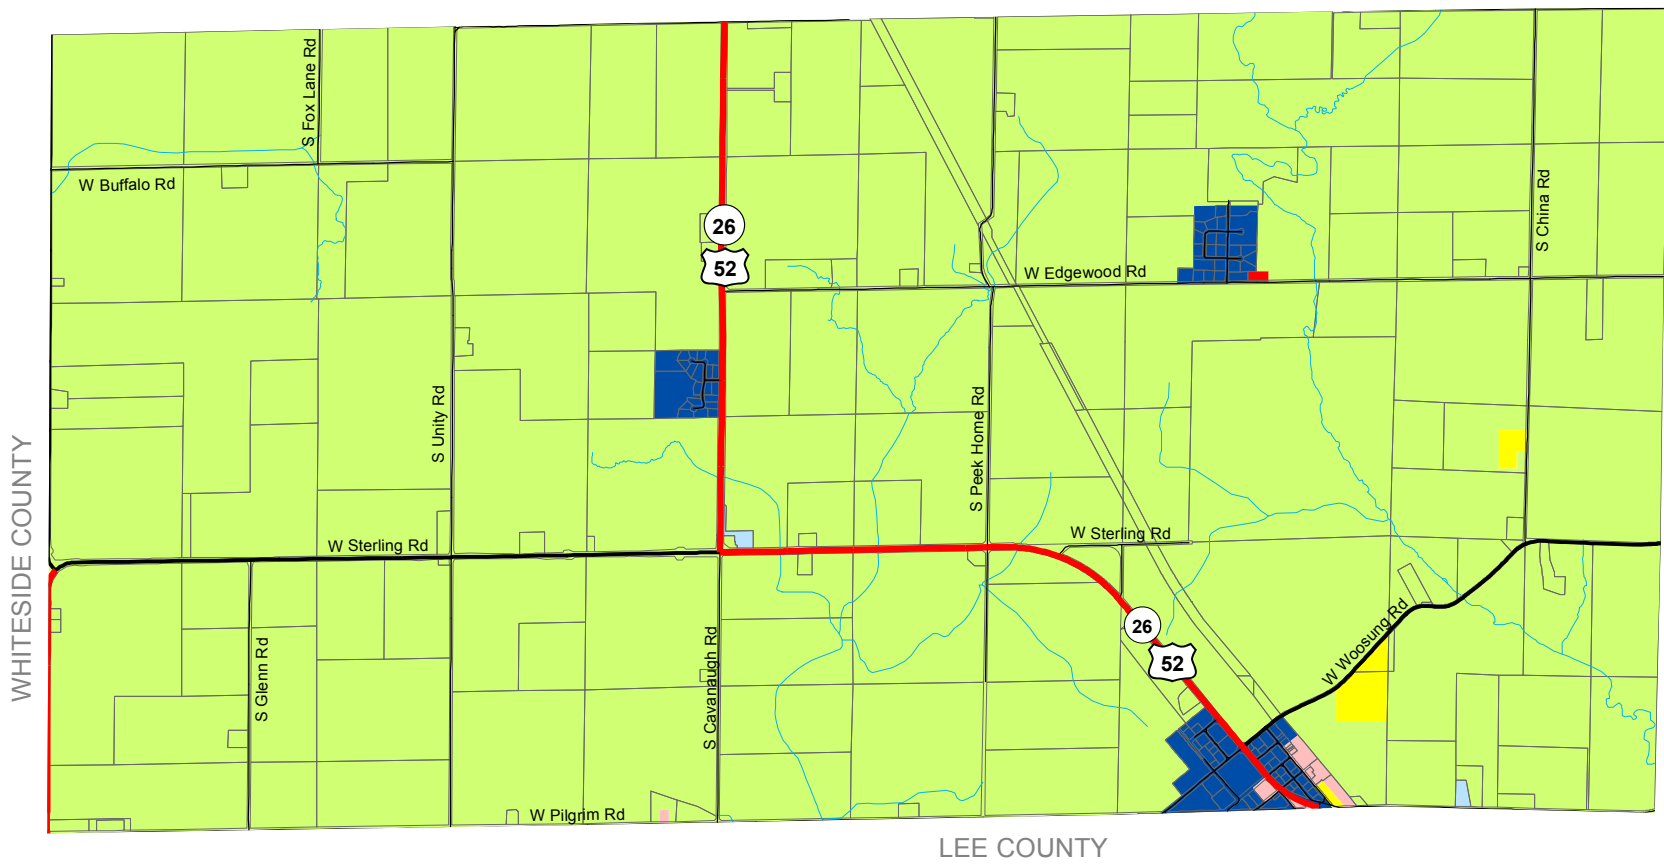 S Fox Lane Rd
W Buffalo Rd
S China Rd
26
52
W Edgewood Rd
S Unity Rd
S Peek Home Rd
WHITESIDE COUNTY
W Sterling Rd
W Sterling Rd
26
52
W Woosung Rd
S Glenn Rd
S Cavanaugh Rd
W Pilgrim Rd
LEE COUNTY